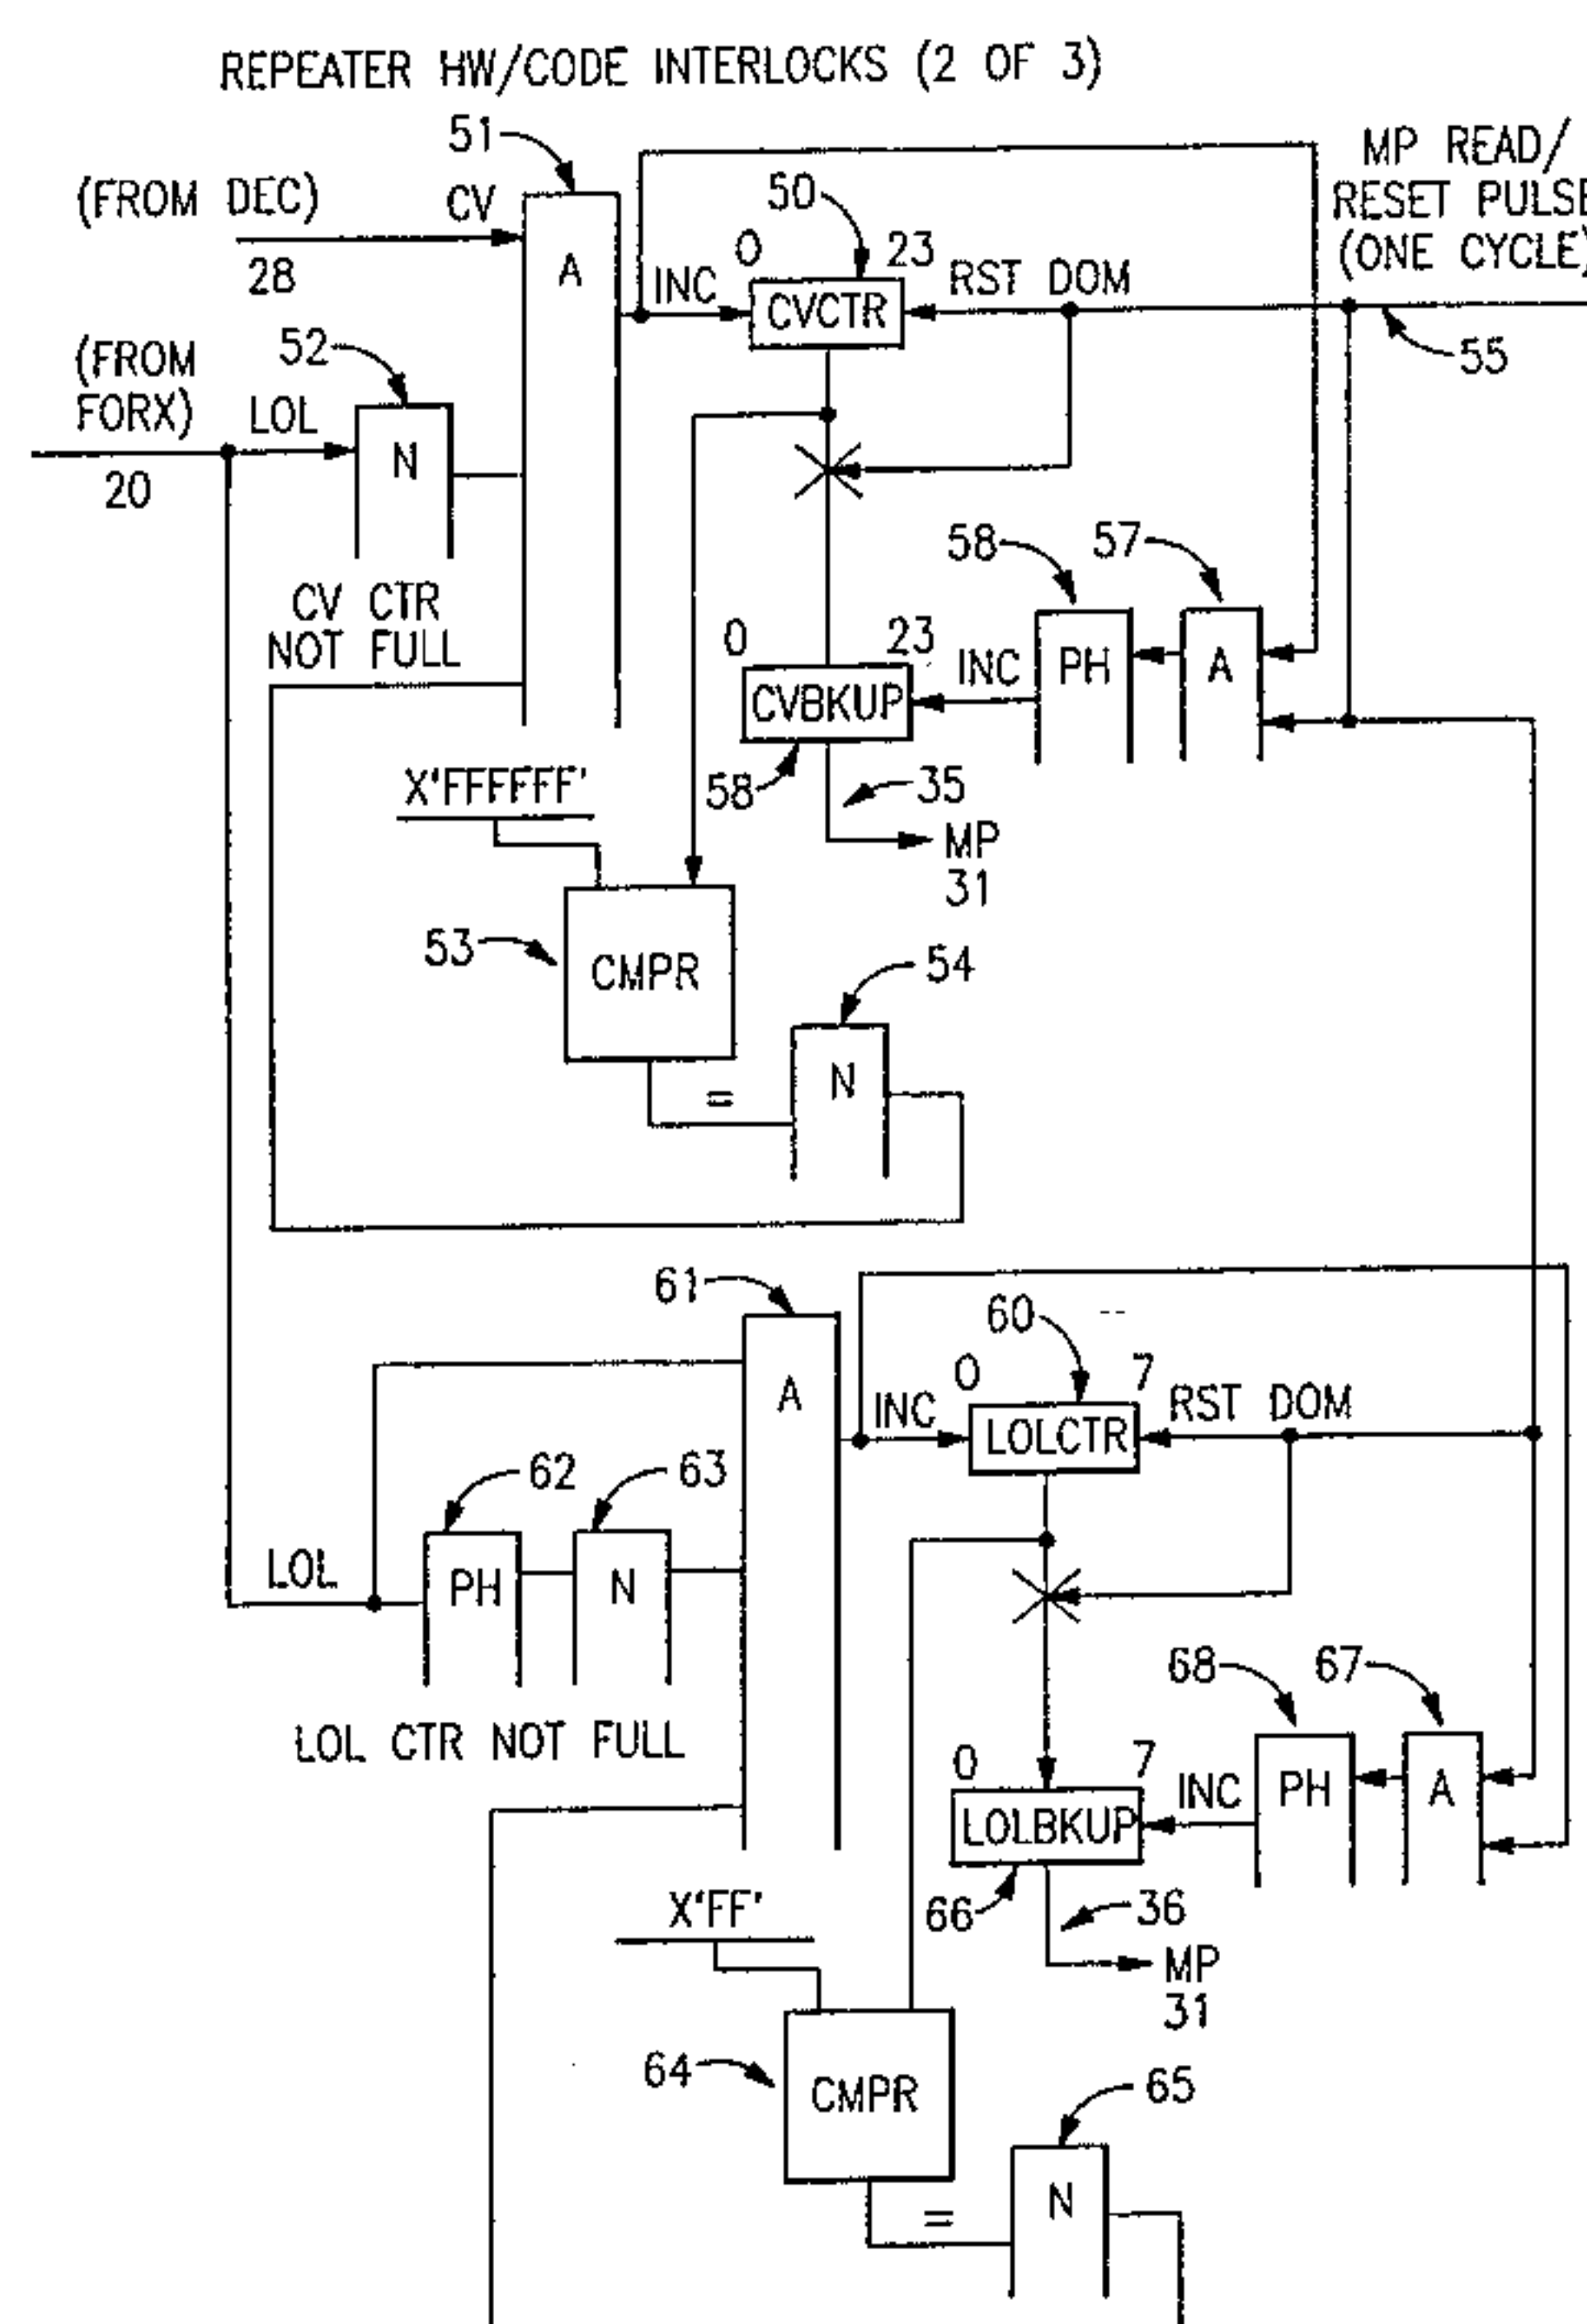 REPEATER HW/CODE INTERLOCKS (2 OF 3)
51
MP READ/
RESET PULSE
(ONE CYCLE)
(FROM DEC)
CV
50
28
A
0
23
INC
CVCTR
RST DOM
55
(FROM
FORX)
52
LOL
20
N
58
57
CV CTR
NOT FULL
0
23
INC
PH
A
CVBKUP
X'FFFFFF'
58
35
MP
31
53
CMPR
54
N
=
61
60
A
0
7
INC
LOLCTR
RST DOM
62
63
LOL
PH
N
68
67
LOL CTR NOT FULL
0
7
INC
PH
A
LOLBKUP
X'FF'
66
36
MP
31
64
CMPR
65
N
=